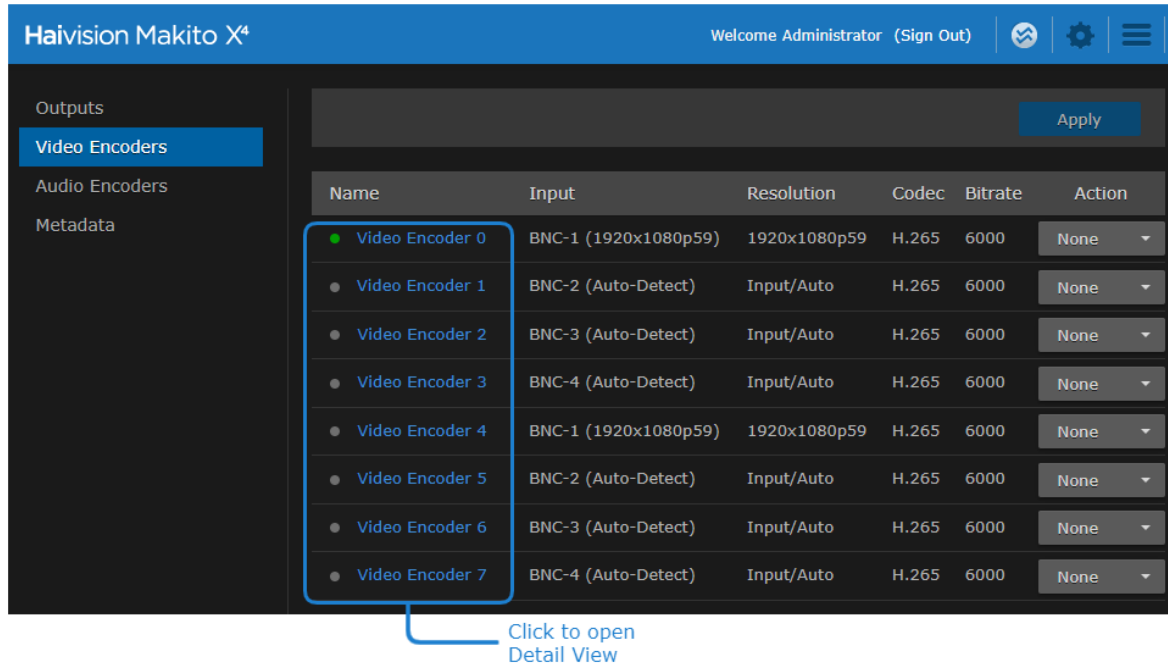 Haivision Makito X⁴
Welcome Administrator (Sign Out)
Outputs
Video Encoders
Audio Encoders
Metadata
Apply
Name Input Resolution Codec Bitrate Action
Video Encoder 0 BNC-1 (1920x1080p59) 1920x1080p59 H.265 6000 None
Video Encoder 1 BNC-2 (Auto-Detect) Input/Auto H.265 6000 None
Video Encoder 2 BNC-3 (Auto-Detect) Input/Auto H.265 6000 None
Video Encoder 3 BNC-4 (Auto-Detect) Input/Auto H.265 6000 None
Video Encoder 4 BNC-1 (1920x1080p59) 1920x1080p59 H.265 6000 None
Video Encoder 5 BNC-2 (Auto-Detect) Input/Auto H.265 6000 None
Video Encoder 6 BNC-3 (Auto-Detect) Input/Auto H.265 6000 None
Video Encoder 7 BNC-4 (Auto-Detect) Input/Auto H.265 6000 None
Click to open
Detail View